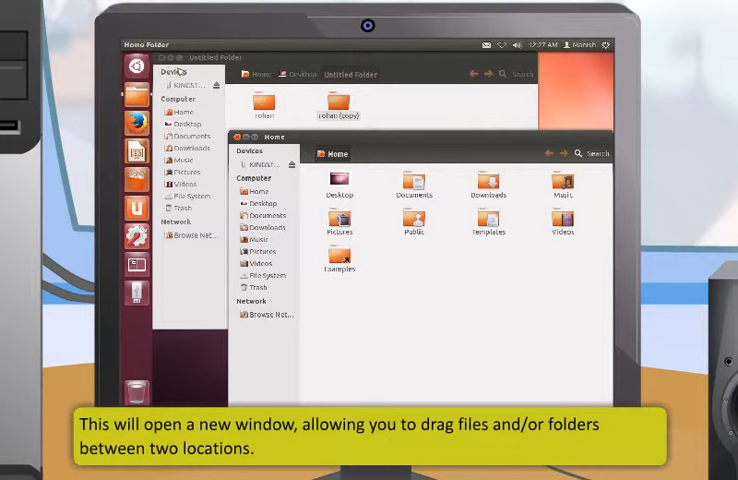 Home Folder
12:27 AM Manish
Untitled Folder
Devices
KINGST...
Computer
Home
Desktop
Documents
Downloads
Music
Pictures
Videos
File System
Trash
Network
Browse Net...
Home Desktop Untitled Folder Search
rohan rohan (copy)
Home
Devices
KINGST...
Computer
Home
Desktop
Documents
Downloads
Music
Pictures
Videos
File System
Trash
Network
Browse Net...
Home Search
Desktop Documents Downloads Music
Pictures Public Templates Videos
Examples
This will open a new window, allowing you to drag files and/or folders
between two locations.